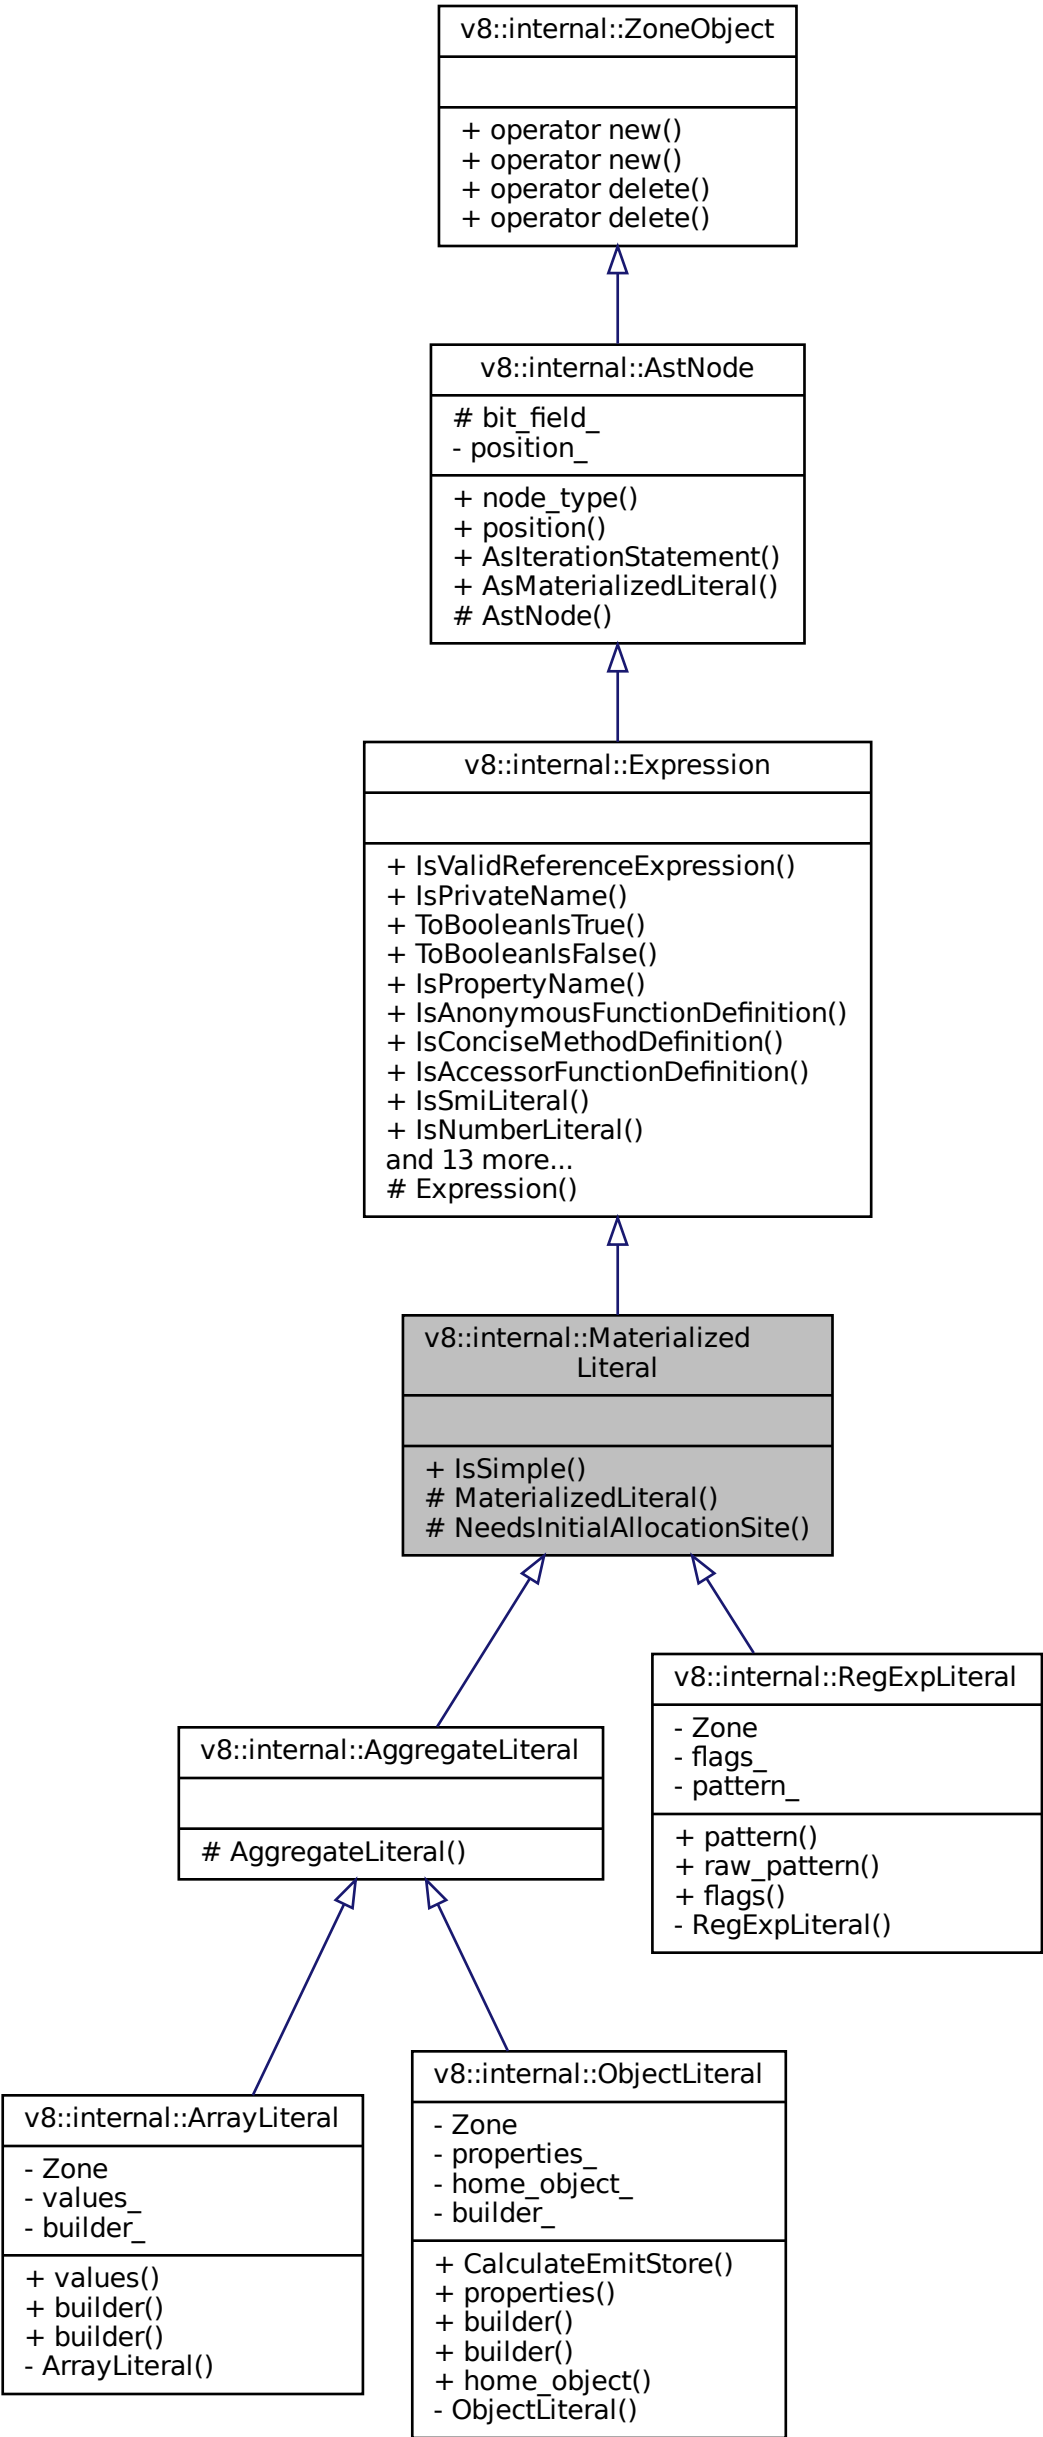 v8::internal::ZoneObject
+ operator new()
+ operator new()
+ operator delete()
+ operator delete()
v8::internal::AstNode
# bit_field_
- position_
+ node_type()
+ position()
+ AsIterationStatement()
+ AsMaterializedLiteral()
# AstNode()
v8::internal::Expression
+ IsValidReferenceExpression()
+ IsPrivateName()
+ ToBooleanIsTrue()
+ ToBooleanIsFalse()
+ IsPropertyName()
+ IsAnonymousFunctionDefinition()
+ IsConciseMethodDefinition()
+ IsAccessorFunctionDefinition()
+ IsSmiLiteral()
+ IsNumberLiteral()
and 13 more...
# Expression()
v8::internal::Materialized
Literal
+ IsSimple()
# MaterializedLiteral()
# NeedsInitialAllocationSite()
v8::internal::RegExpLiteral
- Zone
- flags_
- pattern_
+ pattern()
+ raw_pattern()
+ flags()
- RegExpLiteral()
v8::internal::AggregateLiteral
# AggregateLiteral()
v8::internal::ArrayLiteral
- Zone
- values_
- builder_
+ values()
+ builder()
+ builder()
- ArrayLiteral()
v8::internal::ObjectLiteral
- Zone
- properties_
- home_object_
- builder_
+ CalculateEmitStore()
+ properties()
+ builder()
+ builder()
+ home_object()
- ObjectLiteral()